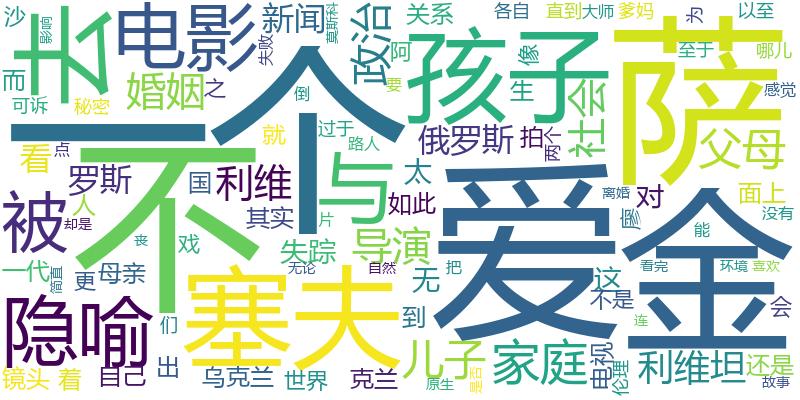 沙 影响 去 电影 新闻 失败 莫斯科 政治 关系 各自 直到 大师 爹妈 为 以至
而 可诉 秘密 婚姻 之 一个 阿 要 孩子 像 生 社会 萨 至于 哪儿 感觉
看 点 就 倒 过于 路人 俄罗斯 拍 两个 父母
罗斯 不 国 利维 与 太 如此 爱 对 廖 金 面上 没有
被 人 却是 戏 其实 片 失踪 导演 能 离婚
一代 简直 更 母亲 丧 无论 自然 无 把 这 看完 环境 喜欢
隐喻 们 塞夫 到 不是 连 会
镜头 着 自己 出 乌克兰 世界 克兰 原生 儿子 是否 家庭 电视 伦理 利维坦 还是 故事